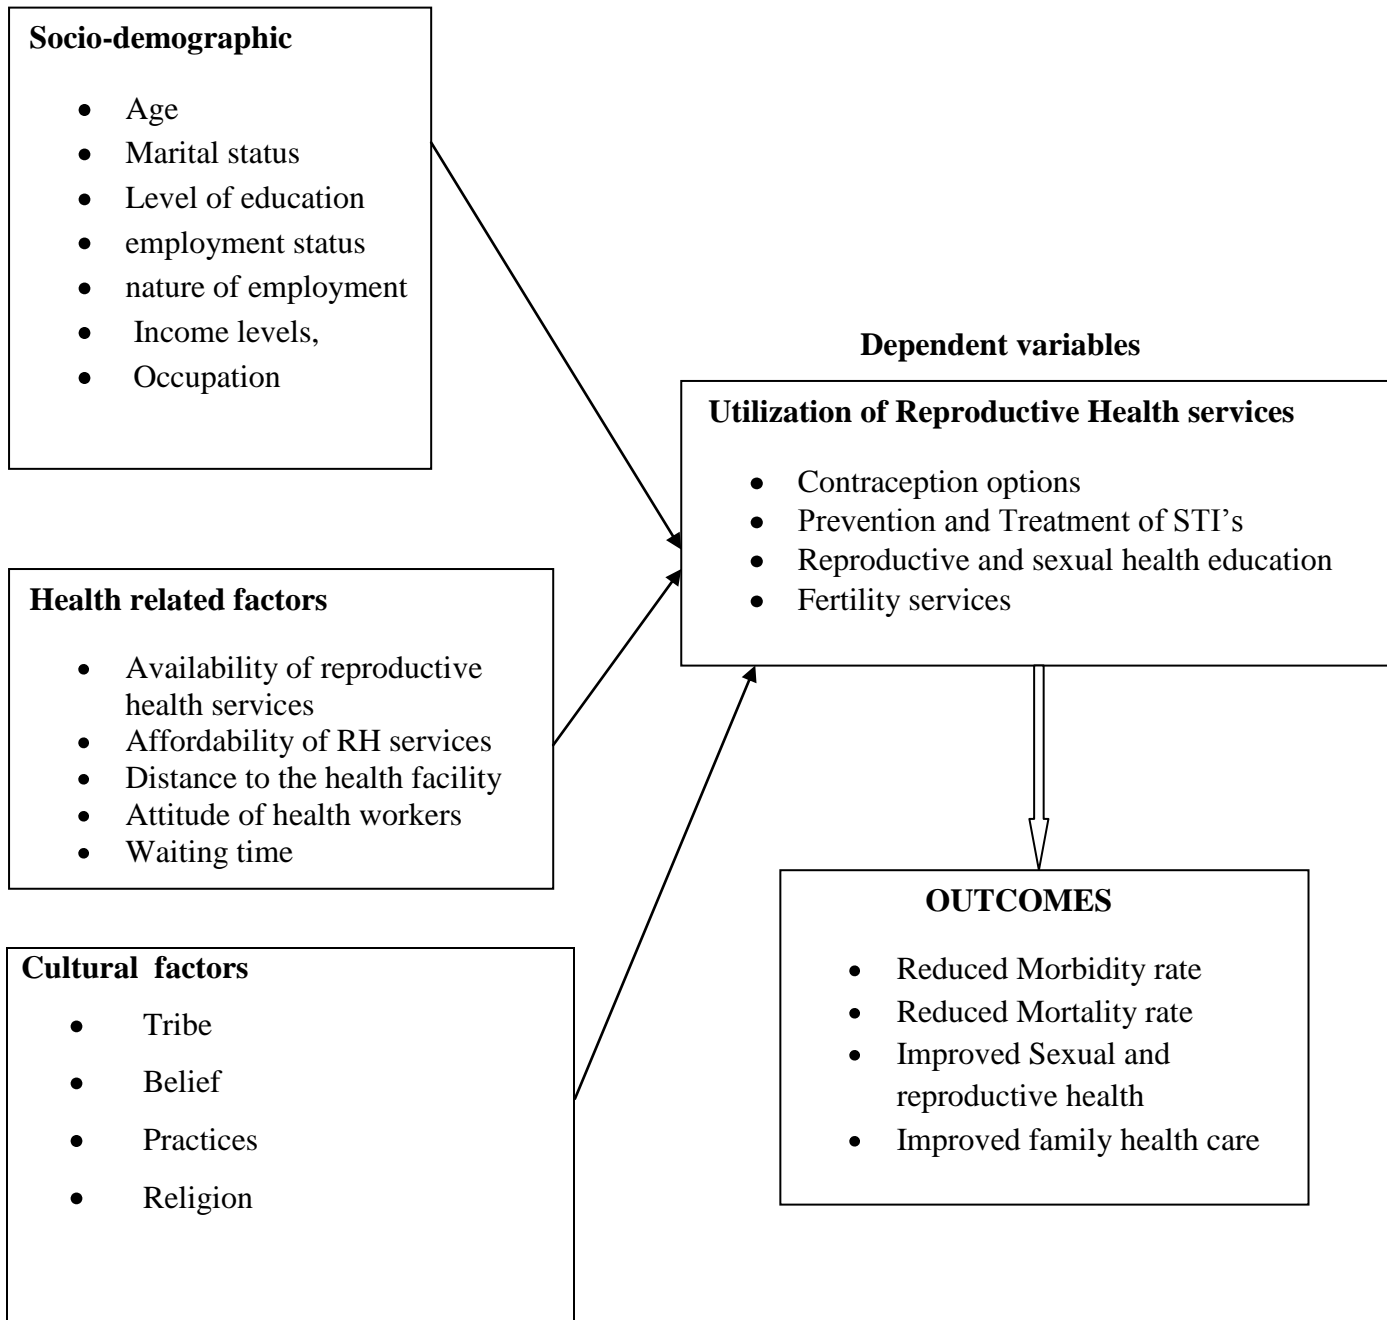 Socio-demographic
• Age
• Marital status
• Level of education
• employment status
• nature of employment
• Income levels,
• Occupation
Health related factors
• Availability of reproductive
health services
• Affordability of RH services
• Distance to the health facility
• Attitude of health workers
• Waiting time
Cultural factors
• Tribe
• Belief
• Practices
• Religion
Dependent variables
Utilization of Reproductive Health services
• Contraception options
• Prevention and Treatment of STI’s
• Reproductive and sexual health education
• Fertility services
OUTCOMES
• Reduced Morbidity rate
• Reduced Mortality rate
• Improved Sexual and
reproductive health
• Improved family health care